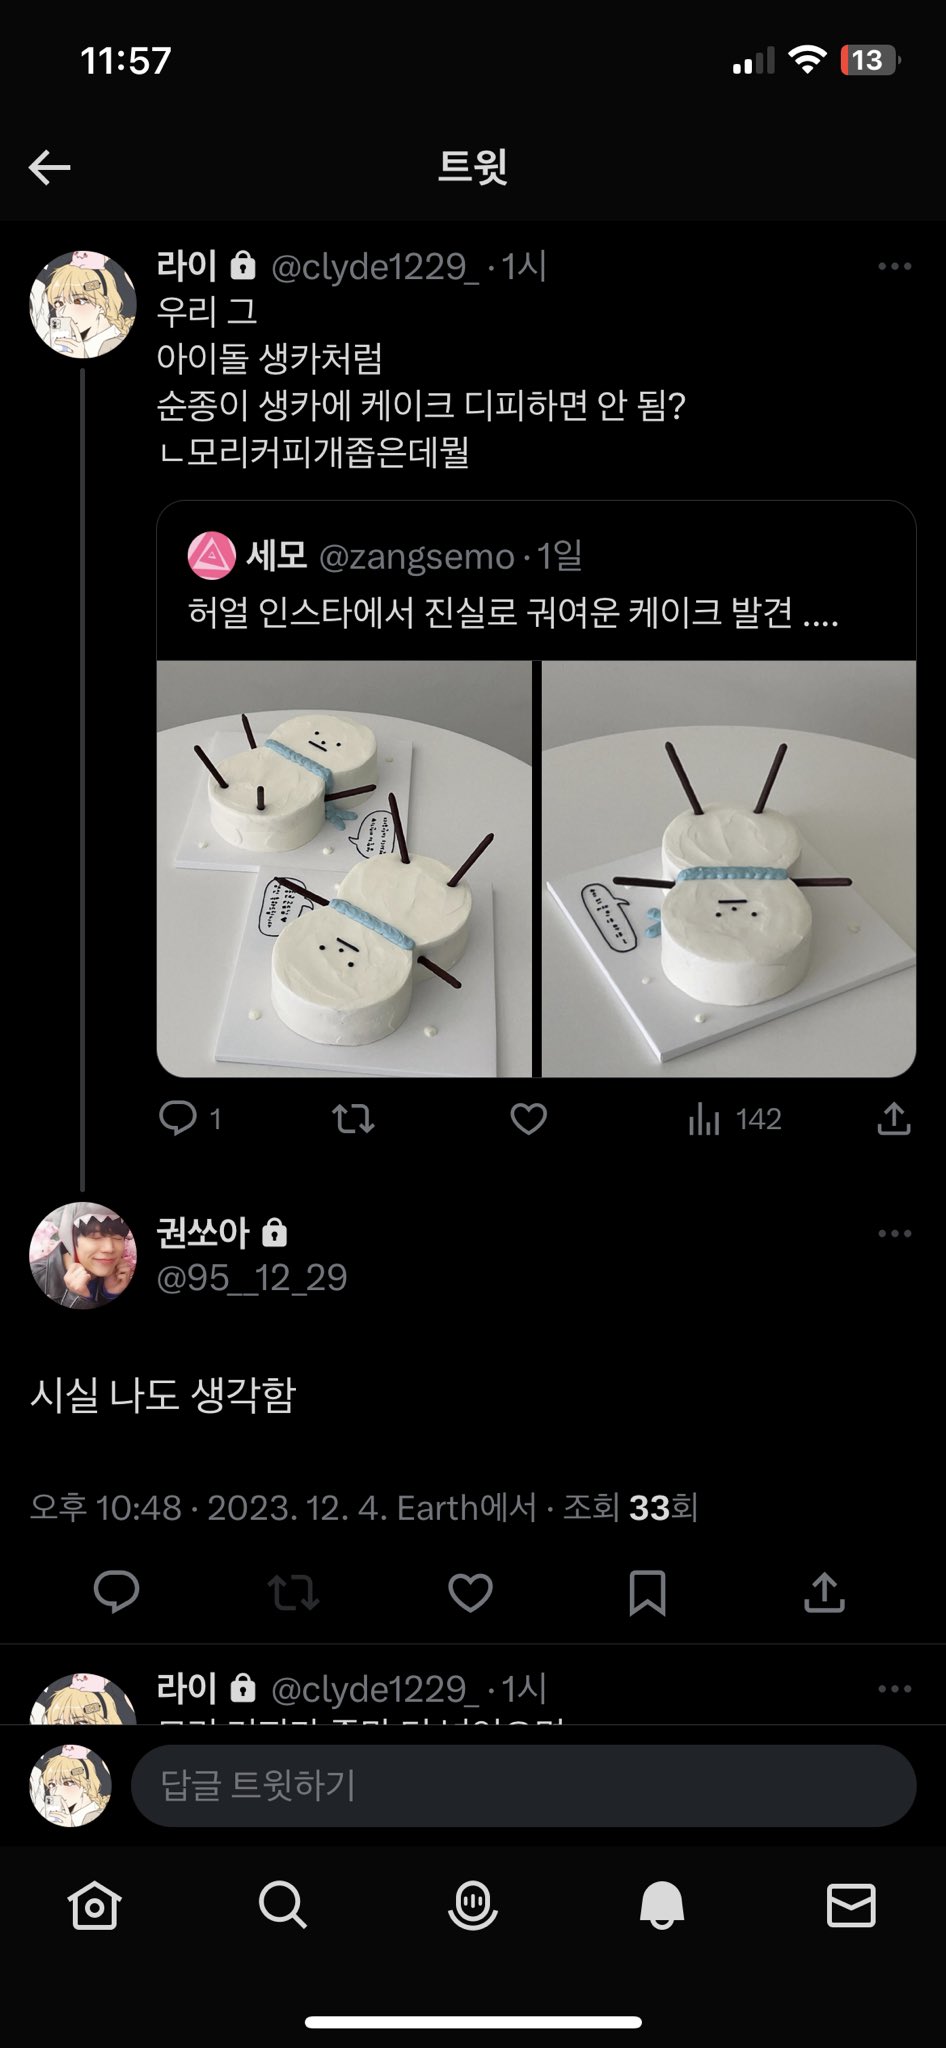 11:57
13
트윗
라이 @clyde1229_ · 1시
우리 그
아이돌 생카처럼
순종이 생카에 케이크 디피하면 안 됨?
ㄴ모리커피개좁은데뭘
세모 @zangsemo · 1일
허얼 인스타에서 진실로 귀여운 케이크 발견 ....
1
142
권쏘아
@95__12_29
시실 나도 생각함
오후 10:48 · 2023. 12. 4. Earth에서 · 조회 33회
라이 @clyde1229_ · 1시
답글 트윗하기